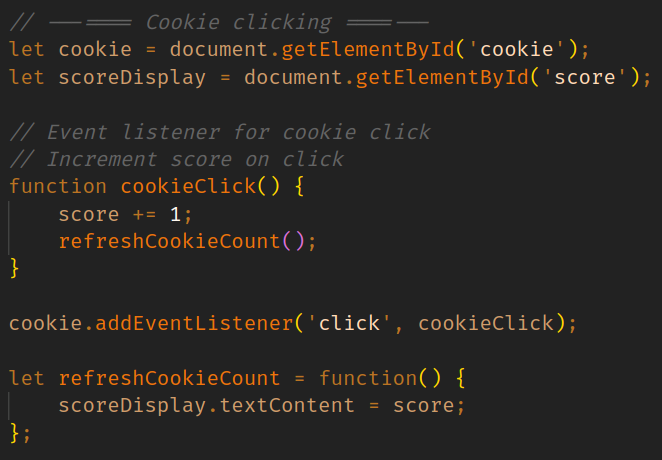 // ----==== Cookie clicking ====----
let cookie = document.getElementById('cookie');
let scoreDisplay = document.getElementById('score');
// Event listener for cookie click
// Increment score on click
function cookieClick() {
score += 1;
refreshCookieCount();
}
cookie.addEventListener('click', cookieClick);
let refreshCookieCount = function() {
scoreDisplay.textContent = score;
};